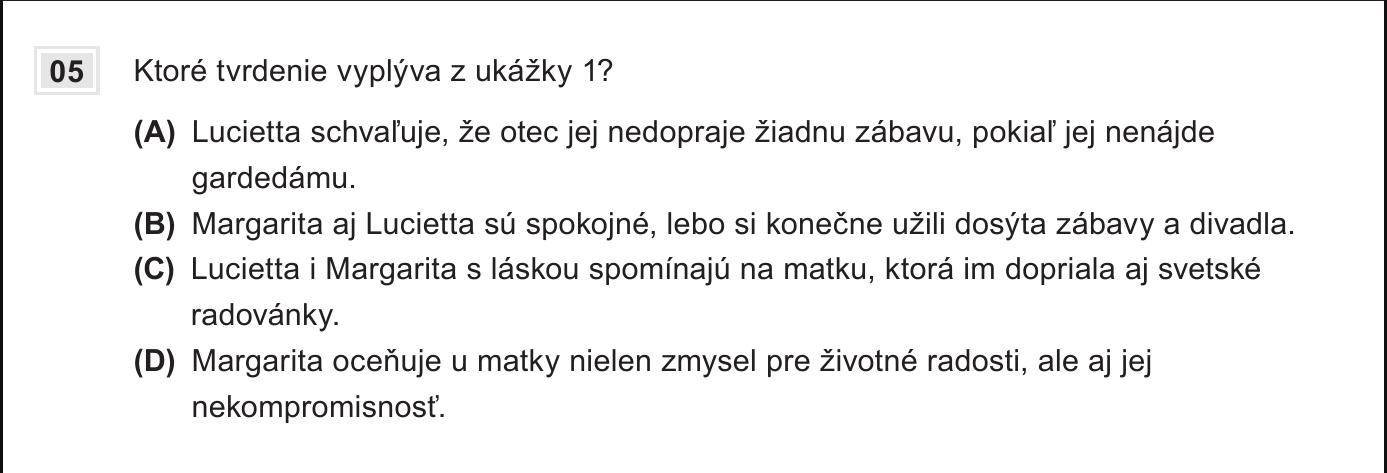 05 Ktoré tvrdenie vyplýva z ukážky 1?
(A) Lucietta schvaľuje, že otec jej nedopraje žiadnu zábavu, pokiaľ jej nenájde
gardedámu.
(B) Margarita aj Lucietta sú spokojné, lebo si konečne užili dosýta zábavy a divadla.
(C) Lucietta i Margarita s láskou spomínajú na matku, ktorá im dopriala aj svetské
radovánky.
(D) Margarita oceňuje u matky nielen zmysel pre životné radosti, ale aj jej
nekompromisnosť.